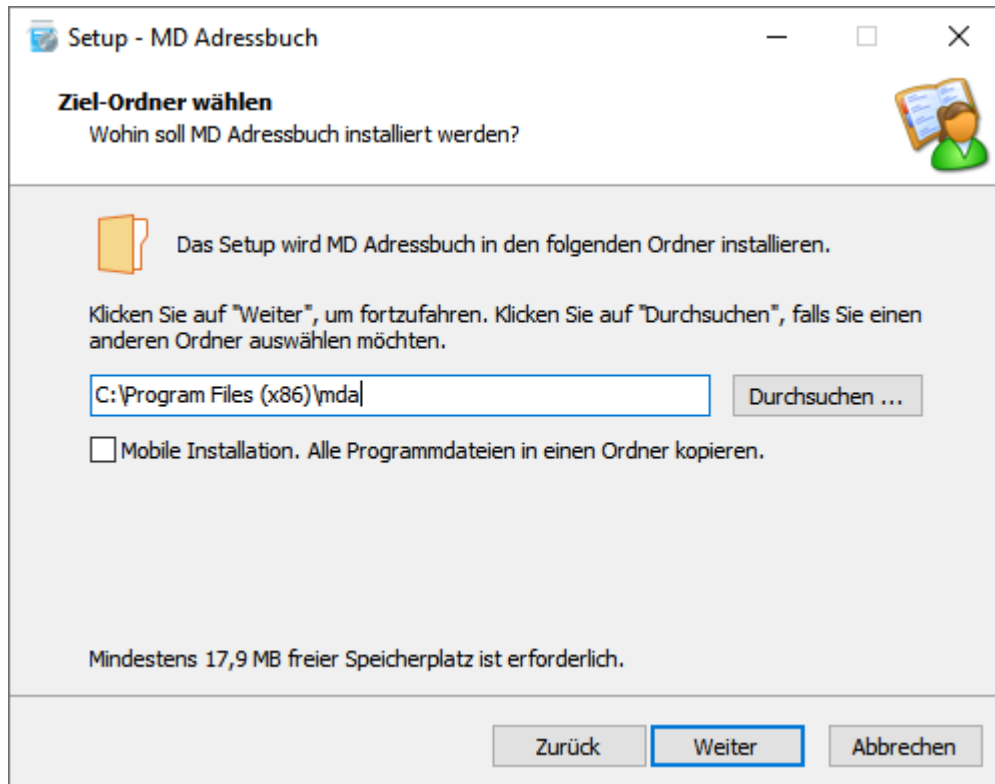 Setup - MD Adressbuch
Ziel-Ordner wählen
Wohin soll MD Adressbuch installiert werden?
Das Setup wird MD Adressbuch in den folgenden Ordner installieren.
Klicken Sie auf "Weiter", um fortzufahren. Klicken Sie auf "Durchsuchen", falls Sie einen
anderen Ordner auswählen möchten.
C:\Program Files (x86)\mda
Durchsuchen ...
Mobile Installation. Alle Programmdateien in einen Ordner kopieren.
Mindestens 17,9 MB freier Speicherplatz ist erforderlich.
Zurück
Weiter
Abbrechen